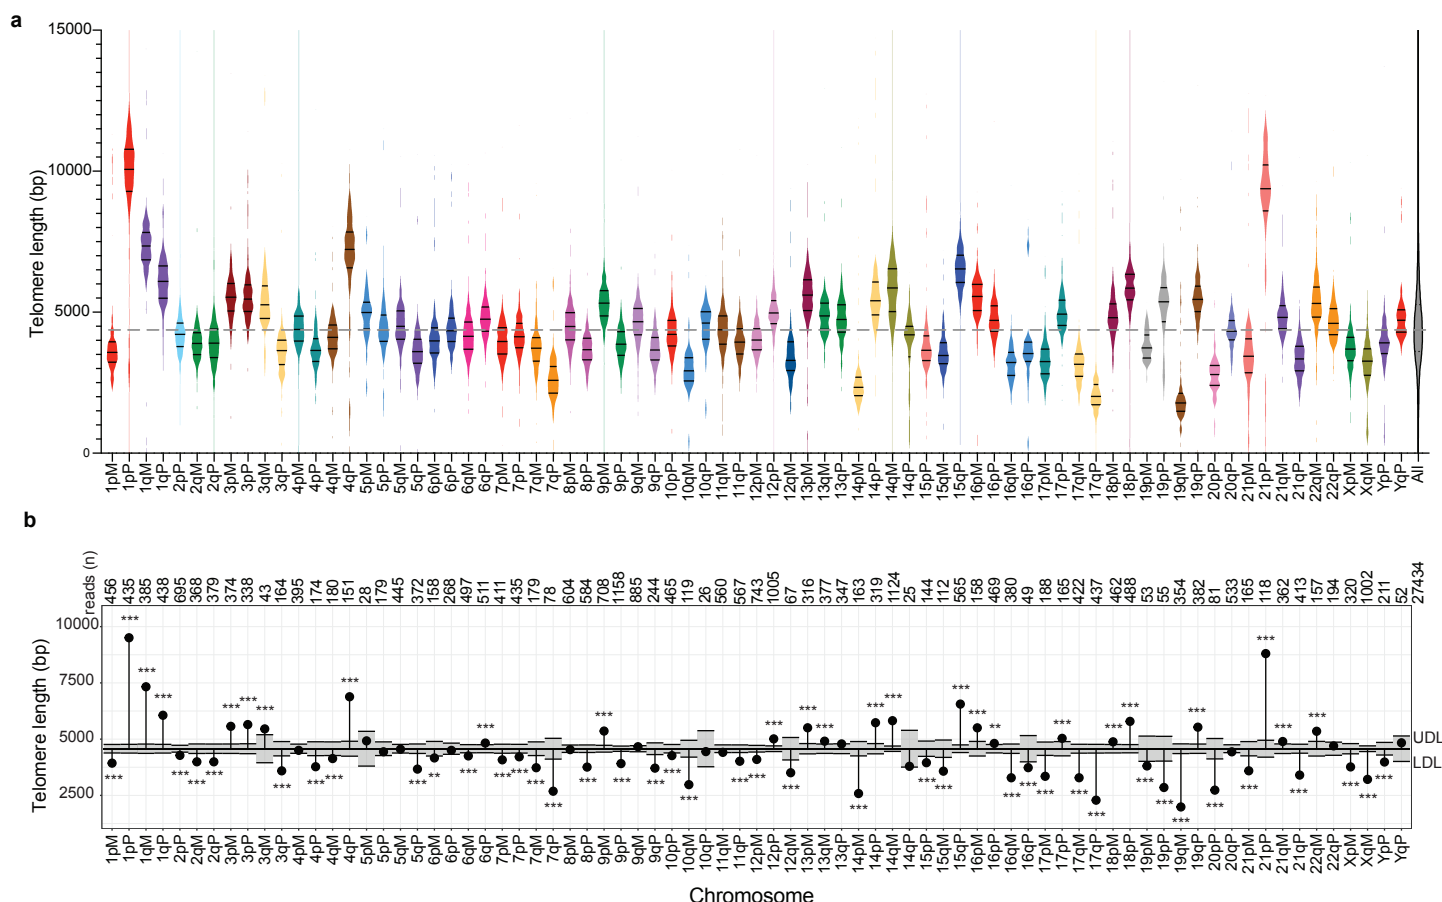 a
15000
10000
5000
0
Telomere length (bp)
1pM 1pP 1qM 1qP 2pP 2qM 2qP 3pM 3pP 3qM 3qP 4pM 4pP 4qM 4qP 5pM 5pP 5qM 5qP 6pM 6pP 6qM 6qP 7pM 7pP 7qM 7qP 8pM 8pP 9pM 9pP 9qM 9qP 10pP 10qM 10qP 11qM 11qP 12pM 12pP 12qM 13pM 13qM 13qP 14pM 14pP 14qM 14qP 15pP 15qM 15qP 16pM 16pP 16qM 16qP 17pM 17pP 17qM 17qP 18pM 18pP 19pM 19pP 19qM 19qP 20pP 20qP 21pM 21pP 21qM 21qP 22qM 22qP XpM XqM YpP YqP All
b
reads (n)
456 435 385 438 695 368 379 374 338 43 164 395 174 180 151 28 179 445 372 158 268 497 511 411 435 179 78 604 584 708 1158 885 244 465 119 26 560 567 743 1005 67 316 377 347 163 319 1124 25 144 112 565 158 469 380 49 188 165 422 437 462 488 53 55 354 382 81 533 165 118 362 413 157 194 320 1002 211 52 27434
10000
7500
5000
2500
Telomere length (bp)
*** *** *** *** *** *** *** *** *** *** *** *** *** *** *** ** ** *** *** *** *** *** *** *** *** *** *** *** *** *** *** *** *** *** *** *** *** *** *** *** *** ** *** *** *** *** *** *** *** *** *** *** *** *** *** *** *** *** *** *** *** *** *** ***
UDL
LDL
1pM 1pP 1qM 1qP 2pP 2qM 2qP 3pM 3pP 3qM 3qP 4pM 4pP 4qM 4qP 5pM 5pP 5qM 5qP 6pM 6pP 6qM 6qP 7pM 7pP 7qM 7qP 8pM 8pP 9pM 9pP 9qM 9qP 10pP 10qM 10qP 11qM 11qP 12pM 12pP 12qM 13pM 13qM 13qP 14pM 14pP 14qM 14qP 15pP 15qM 15qP 16pM 16pP 16qM 16qP 17pM 17pP 17qM 17qP 18pM 18pP 19pM 19pP 19qM 19qP 20pP 20qP 21pM 21pP 21qM 21qP 22qM 22qP XpM XqM YpP YqP
Chromosome